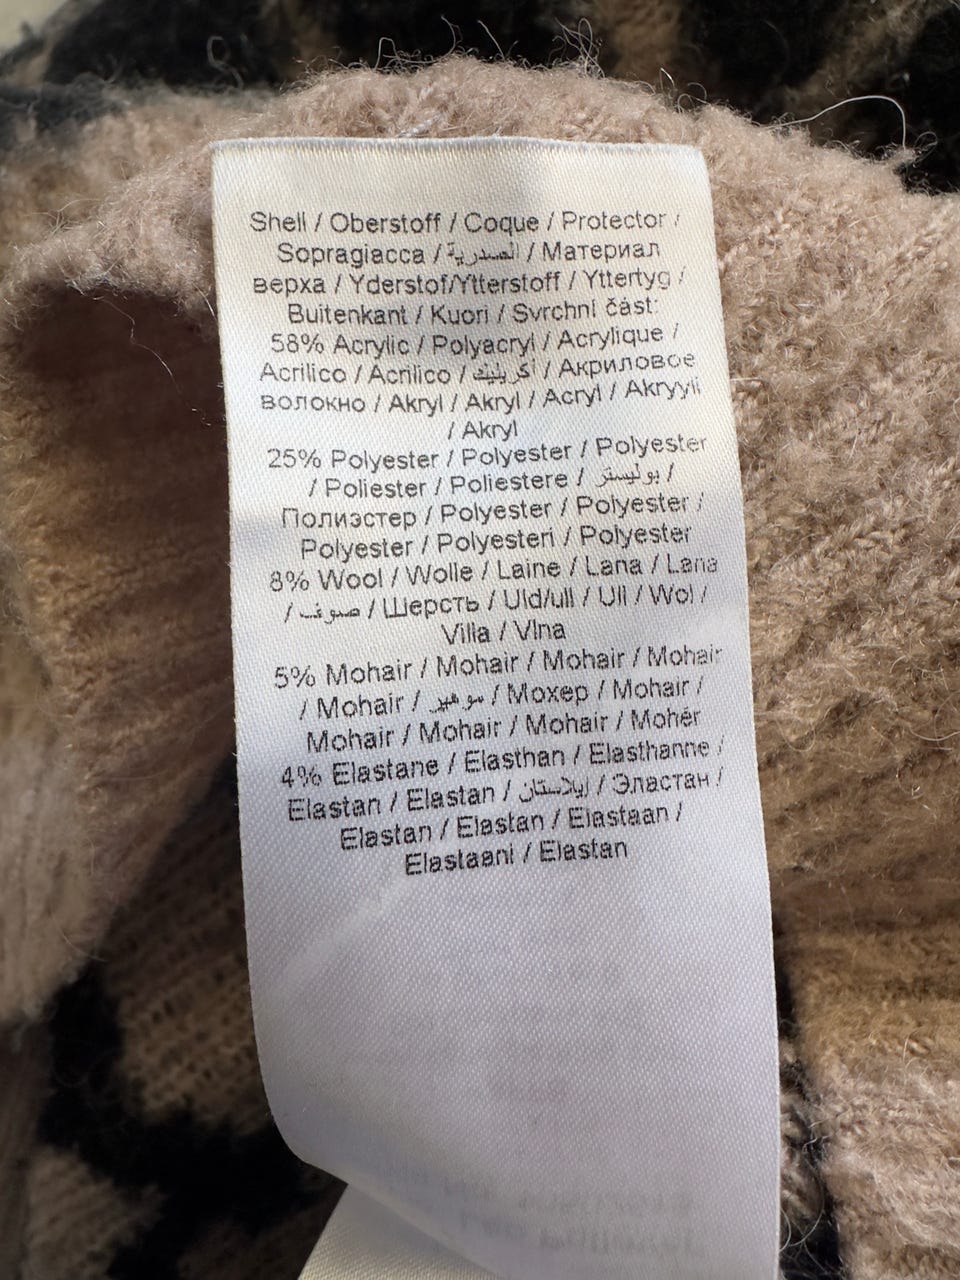 Shell / Oberstoff / Coque / Protector /
Sopragiacca / الصدرية / Материал
верха / Yderstof/Ytterstoff / Yttertyg /
Buitenkant / Kuori / Svrchní část:
58% Acrylic / Polyacryl / Acrylique /
Acrilico / Acrilico / أكريليك / Акриловое
волокно / Akryl / Akryl / Acryl / Akryyli
/ Akryl
25% Polyester / Polyester / Polyester
/ Poliester / Poliestere / بوليستر /
Полиэстер / Polyester / Polyester /
Polyester / Polyesteri / Polyester
8% Wool / Wolle / Laine / Lana / Lana
/ صوف / Шерсть / Uld/ull / Ull / Wol /
Villa / Vlna
5% Mohair / Mohair / Mohair / Mohair
/ Mohair / موهير / Мохер / Mohair /
Mohair / Mohair / Mohair / Mohér
4% Elastane / Elasthan / Elasthanne /
Elastan / Elastan / إيلاستان / Эластан /
Elastan / Elastan / Elastaan /
Elastaani / Elastan